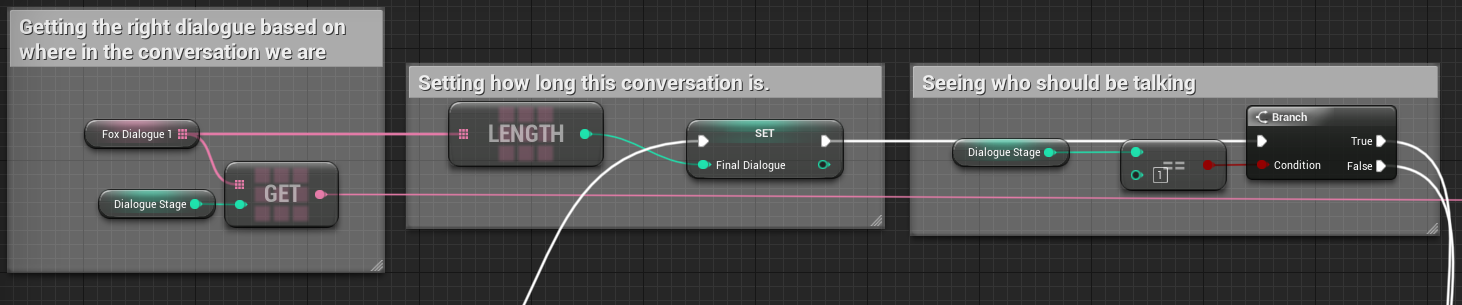 Getting the right dialogue based on
where in the conversation we are
Fox Dialogue 1
Dialogue Stage
GET
Setting how long this conversation is.
LENGTH
SET
Final Dialogue
Seeing who should be talking
Dialogue Stage
==
1
Branch
True
Condition
False